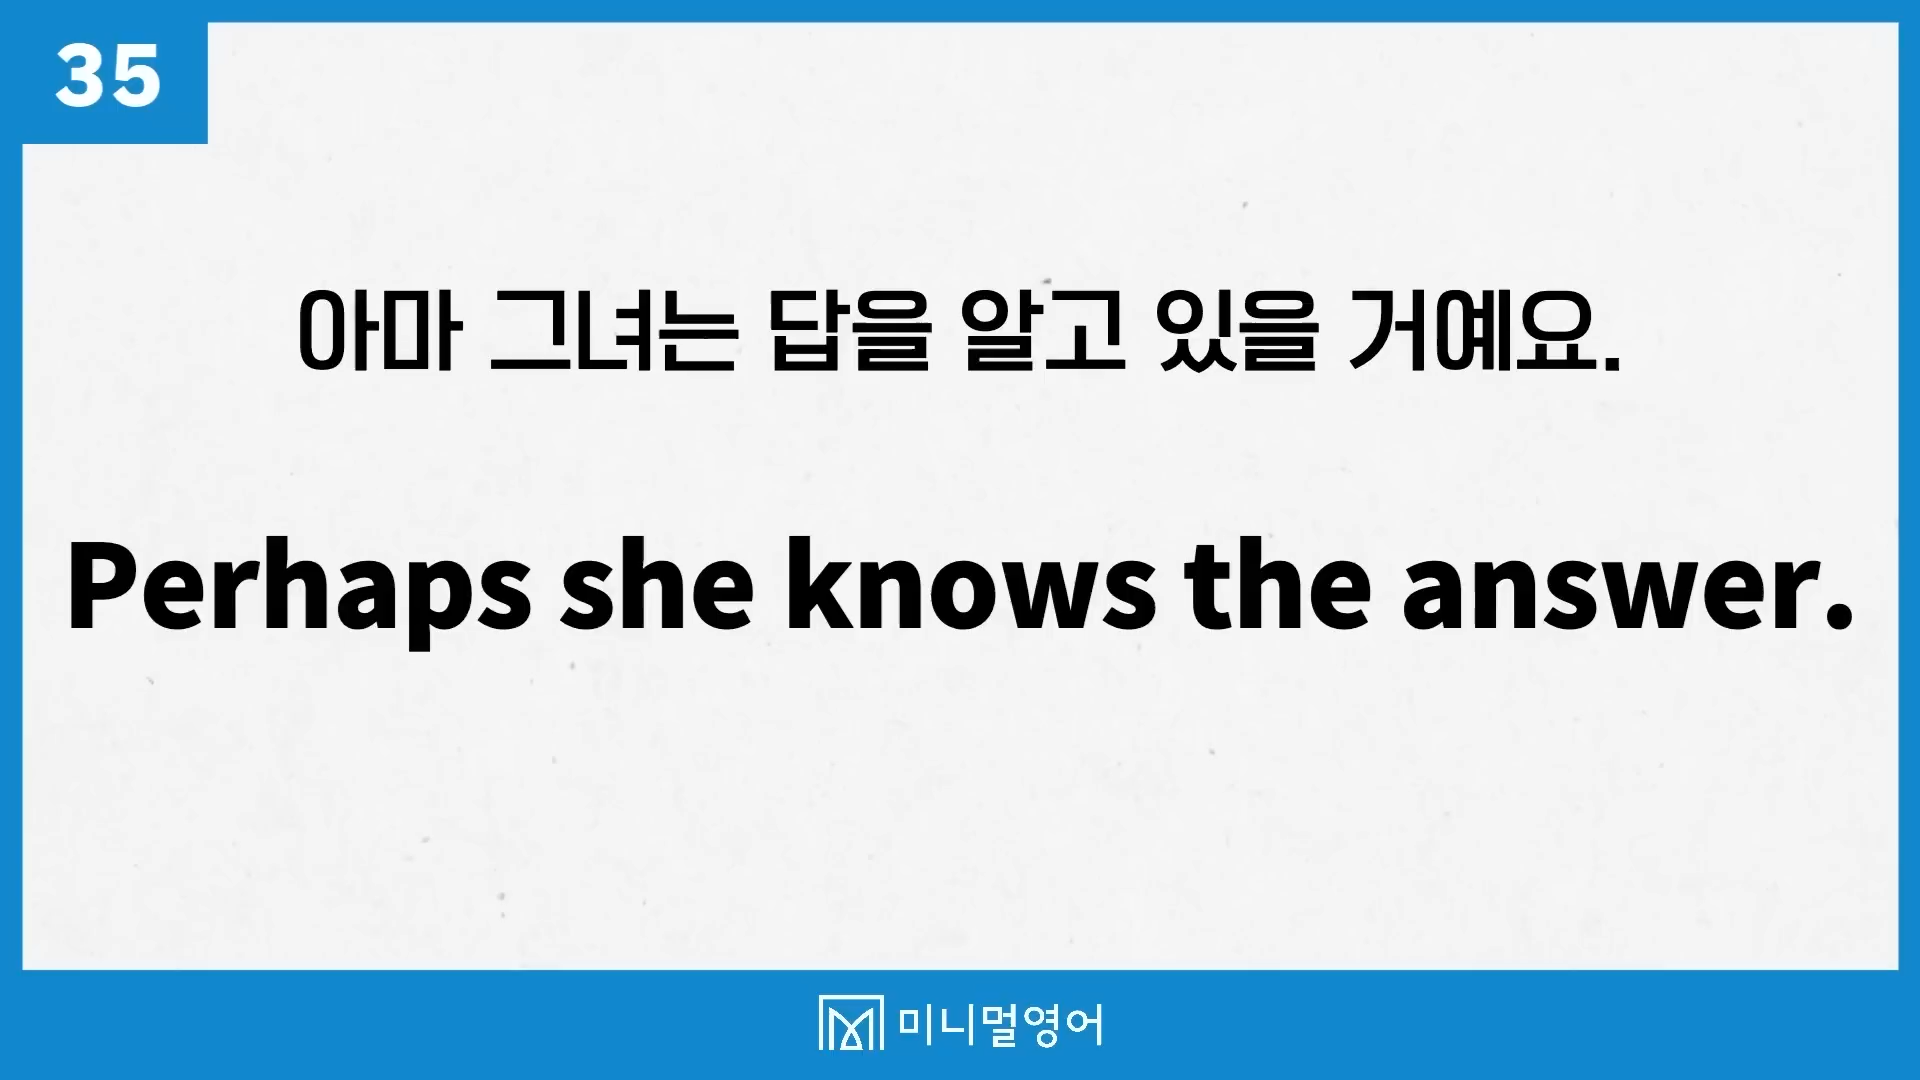 35
아마 그녀는 답을 알고 있을 거예요.
Perhaps she knows the answer.
미니멀영어